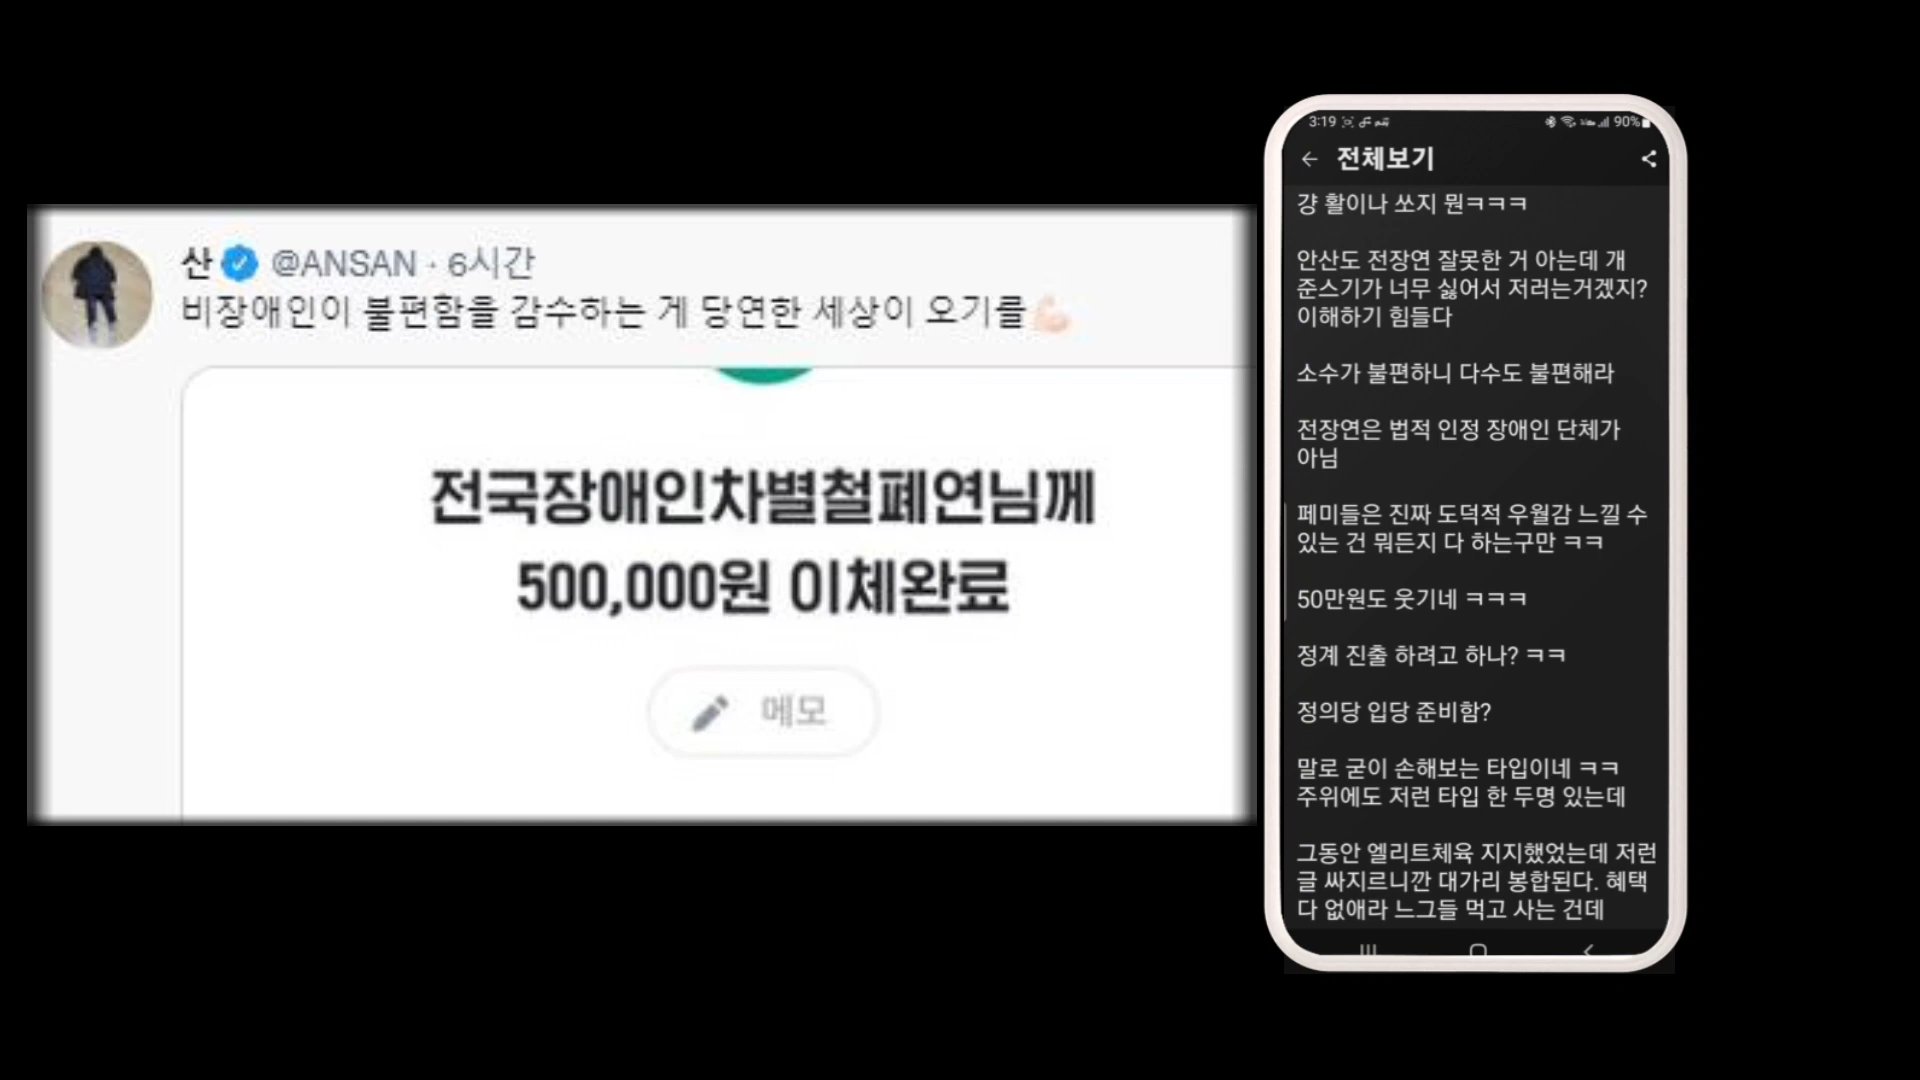 산 @ANSAN · 6시간
비장애인이 불편함을 감수하는 게 당연한 세상이 오기를💪🏻
전국장애인차별철폐연님께
500,000원 이체완료
메모
3:19
90%
전체보기
걍 활이나 쏘지 뭔ㅋㅋㅋ
안산도 전장연 잘못한 거 아는데 개
준스기가 너무 싫어서 저러는거겠지?
이해하기 힘들다
소수가 불편하니 다수도 불편해라
전장연은 법적 인정 장애인 단체가
아님
페미들은 진짜 도덕적 우월감 느낄 수
있는 건 뭐든지 다 하는구만 ㅋㅋ
50만원도 웃기네 ㅋㅋㅋ
정계 진출 하려고 하나? ㅋㅋ
정의당 입당 준비함?
말로 굳이 손해보는 타입이네 ㅋㅋ
주위에도 저런 타입 한 두명 있는데
그동안 엘리트체육 지지했었는데 저런
글 싸지르니깐 대가리 봉합된다. 혜택
다 없애라 느그들 먹고 사는 건데